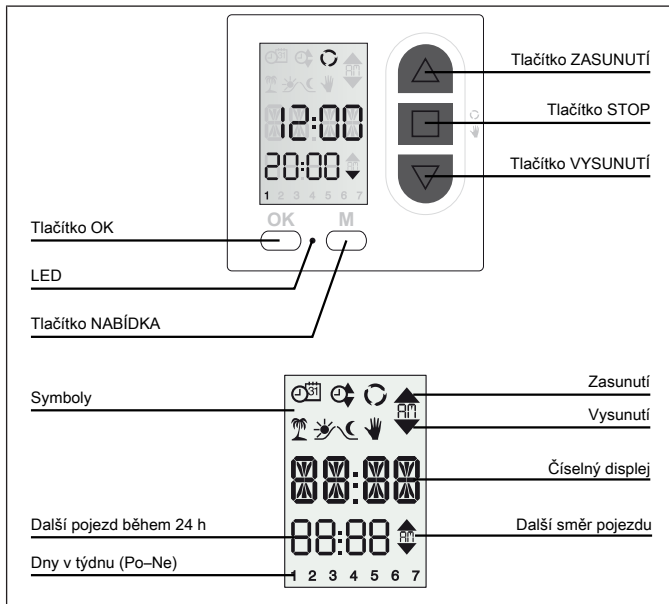 Tlačítko ZASUNUTÍ
31
AM
Tlačítko STOP
12:00
Tlačítko VYSUNUTÍ
20:00
1 2 3 4 5 6 7
Tlačítko OK
OK M
LED
Tlačítko NABÍDKA
Zasunutí
31
Symboly
AM
Vysunutí
Číselný displej
88:88
Další pojezd během 24 h
88:88
AM
Další směr pojezdu
Dny v týdnu (Po–Ne)
1 2 3 4 5 6 7